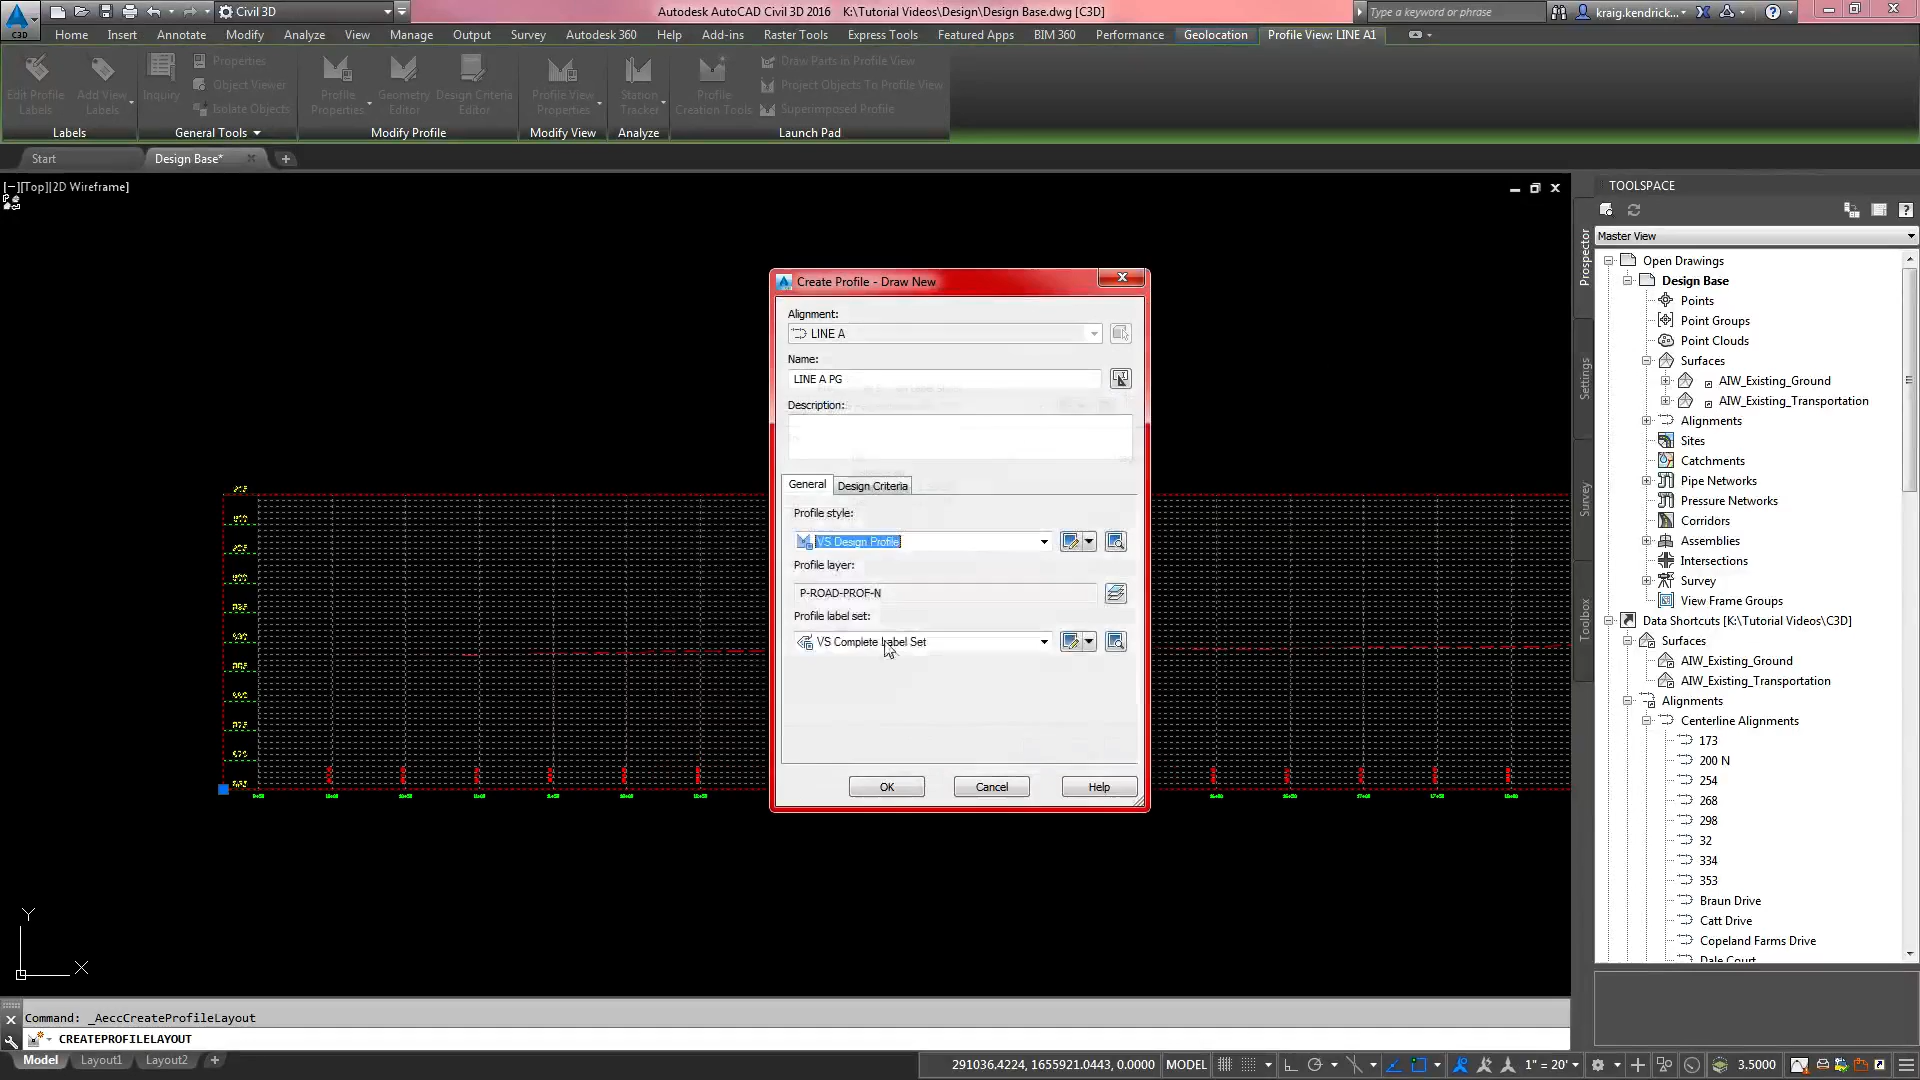 Civil 3D
Autodesk AutoCAD Civil 3D 2016 K:\Tutorial Videos\Design\Design Base.dwg [C3D]
Type a keyword or phrase
kraig.kendrick...
C3D
Home Insert Annotate Modify Analyze View Manage Output Survey Autodesk 360 Help Add-ins Raster Tools Express Tools Featured Apps BIM 360 Performance Geolocation Profile View: LINE A1
Edit Profile Labels
Add View Labels
Inquiry
Properties
Object Viewer
Isolate Objects
Profile Properties
Geometry Editor
Design Criteria Editor
Profile View Properties
Station Tracker
Profile Creation Tools
Draw Parts in Profile View
Project Objects To Profile View
Superimposed Profile
Labels General Tools Modify Profile Modify View Analyze Launch Pad
Start Design Base*
[−][Top][2D Wireframe]
Create Profile - Draw New
Alignment:
LINE A
Name:
LINE A PG
Description:
General Design Criteria
Profile style:
VS Design Profile
Profile layer:
P-ROAD-PROF-N
Profile label set:
VS Complete Label Set
OK Cancel Help
Y
X
TOOLSPACE
Master View
Prospector
Settings
Survey
Toolbox
Open Drawings
Design Base
Points
Point Groups
Point Clouds
Surfaces
AIW_Existing_Ground
AIW_Existing_Transportation
Alignments
Sites
Catchments
Pipe Networks
Pressure Networks
Corridors
Assemblies
Intersections
Survey
View Frame Groups
Data Shortcuts [K:\Tutorial Videos\C3D]
Surfaces
AIW_Existing_Ground
AIW_Existing_Transportation
Alignments
Centerline Alignments
173
200 N
254
268
298
32
334
353
Braun Drive
Catt Drive
Copeland Farms Drive
Dale Court
Command: _AeccCreateProfileLayout
CREATEPROFILELAYOUT
Model Layout1 Layout2 +
291036.4224, 1655921.0443, 0.0000 MODEL 1" = 20' 3.5000